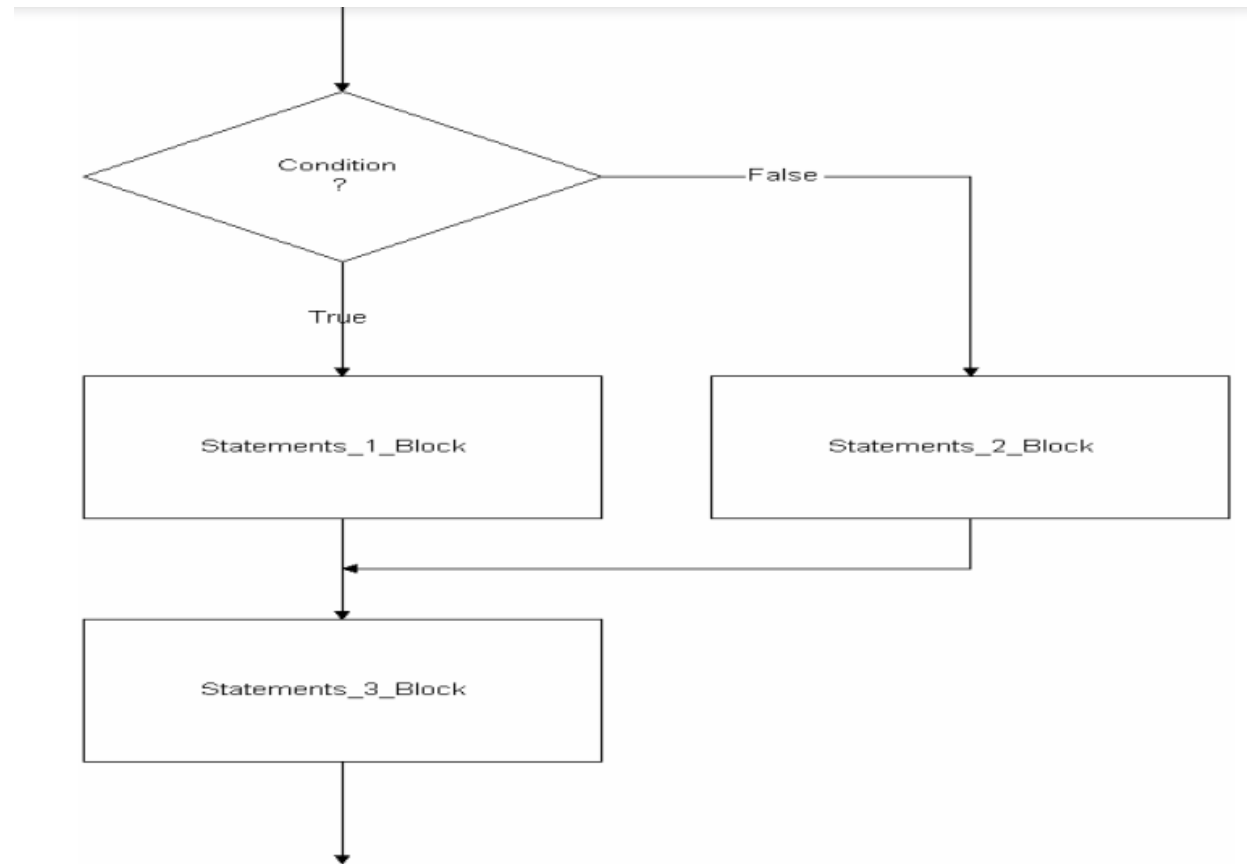 Condition
?
False
True
Statements_1_Block
Statements_2_Block
Statements_3_Block